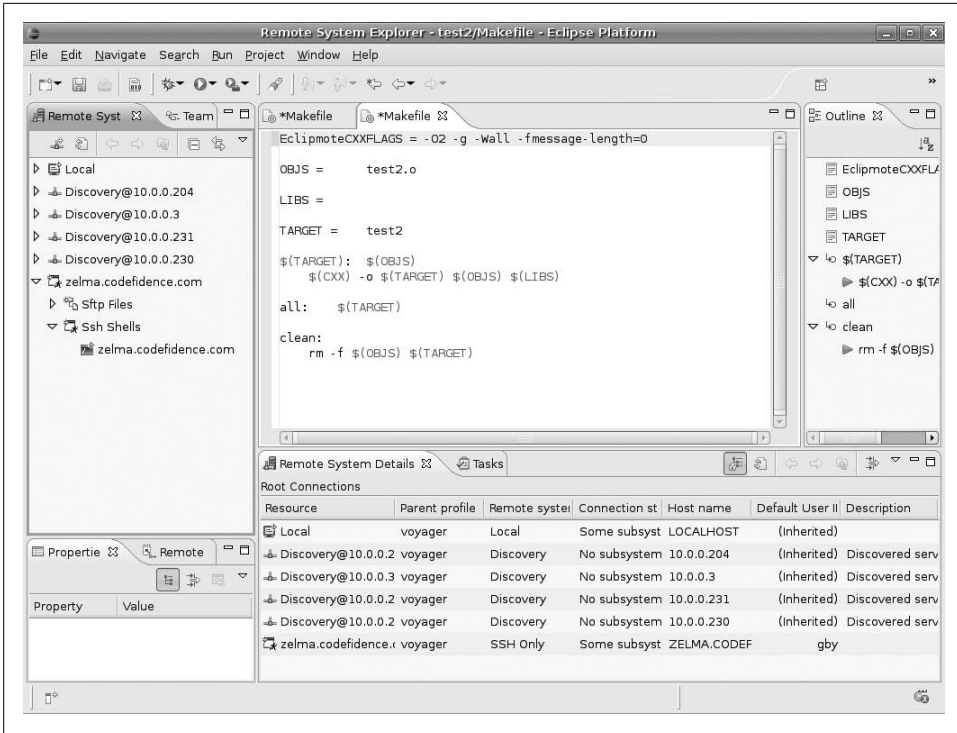 Remote System Explorer - test2/Makefile - Eclipse Platform
File Edit Navigate Search Run Project Window Help
Remote Syst Team
Local
Discovery@10.0.0.204
Discovery@10.0.0.3
Discovery@10.0.0.231
Discovery@10.0.0.230
zelma.codefidence.com
Sftp Files
Ssh Shells
zelma.codefidence.com
*Makefile *Makefile
EclipmoteCXXFLAGS = -O2 -g -Wall -fmessage-length=0
OBJS = test2.o
LIBS =
TARGET = test2
$(TARGET): $(OBJS)
$(CXX) -o $(TARGET) $(OBJS) $(LIBS)
all: $(TARGET)
clean:
rm -f $(OBJS) $(TARGET)
Outline
EclipmoteCXXFLA
OBJS
LIBS
TARGET
$(TARGET)
$(CXX) -o $(TA
all
clean
rm -f $(OBJS)
Propertie Remote
Property Value
Remote System Details Tasks
Root Connections
Resource Parent profile Remote syster Connection st Host name Default User II Description
Local voyager Local Some subsyst LOCALHOST (Inherited)
Discovery@10.0.0.2 voyager Discovery No subsystem 10.0.0.204 (Inherited) Discovered serv
Discovery@10.0.0.3 voyager Discovery No subsystem 10.0.0.3 (Inherited) Discovered serv
Discovery@10.0.0.2 voyager Discovery No subsystem 10.0.0.231 (Inherited) Discovered serv
Discovery@10.0.0.2 voyager Discovery No subsystem 10.0.0.230 (Inherited) Discovered serv
zelma.codefidence.c voyager SSH Only Some subsyst ZELMA.CODEF gby